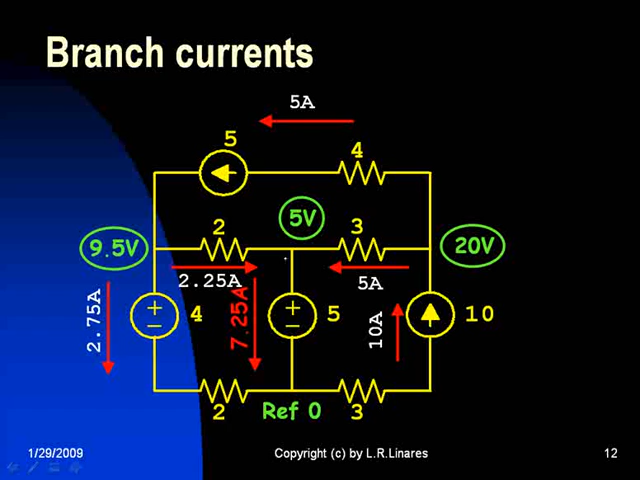 Branch currents
5A
5
4
2
5V
3
9.5V
20V
2.25A
5A
2.75A
4
7.25A
5
10A
10
2
Ref 0
3
1/29/2009
Copyright (c) by L.R.Linares
12